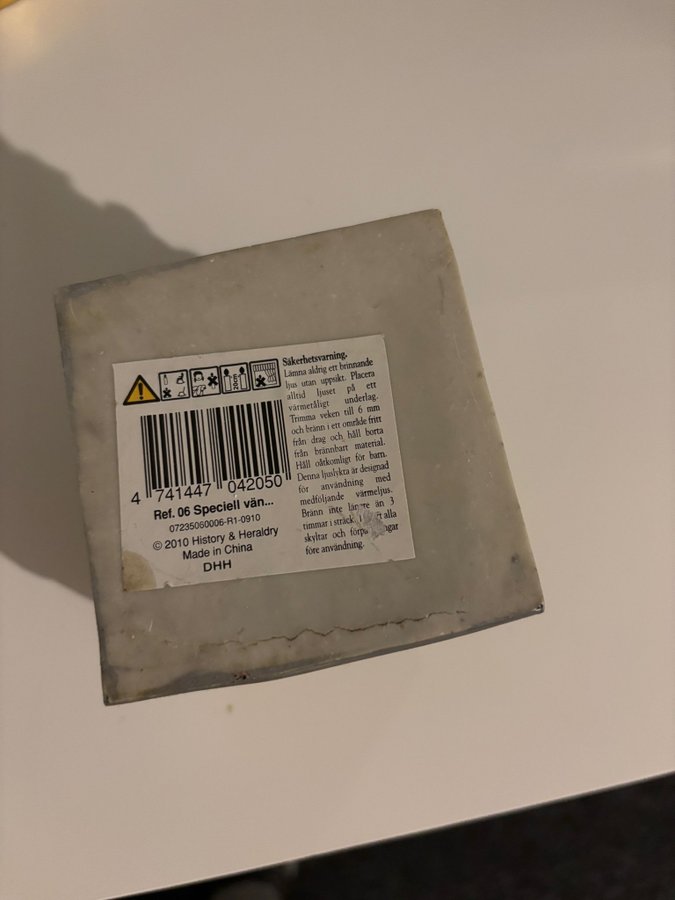 20cm
4 741447 042050
Ref. 06 Speciell vän...
07235060006-R1-0910
© 2010 History & Heraldry
Made in China
DHH
Säkerhetsvarning.
Lämna aldrig ett brinnande
ljus utan uppsikt. Placera
alltid ljuset på ett
värmetåligt underlag.
Trimma veken till 6 mm
och bränn i ett område fritt
från drag och håll borta
från brännbart material.
Håll oåtkomligt för barn.
Denna ljuslykta är designad
för användning med
medföljande värmeljus.
Bränn inte längre än 3
timmar i sträck alla
skyltar och
före användning.